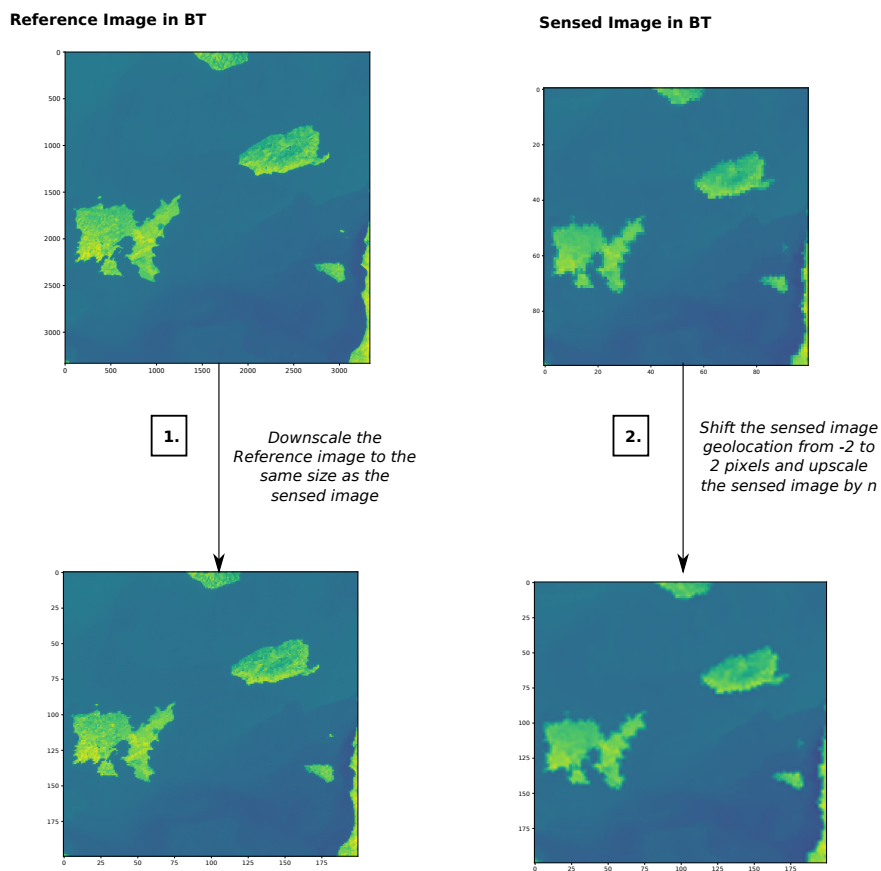 Reference Image in BT
Sensed Image in BT
0
500
1000
1500
2000
2500
3000
0 500 1000 1500 2000 2500 3000
0
20
40
60
80
0 20 40 60 80
1.
Downscale the
Reference image to the
same size as the
sensed image
2.
Shift the sensed image
geolocation from -2 to
2 pixels and upscale
the sensed image by n
0
25
50
75
100
125
150
175
0 25 50 75 100 125 150 175
0
25
50
75
100
125
150
175
0 25 50 75 100 125 150 175